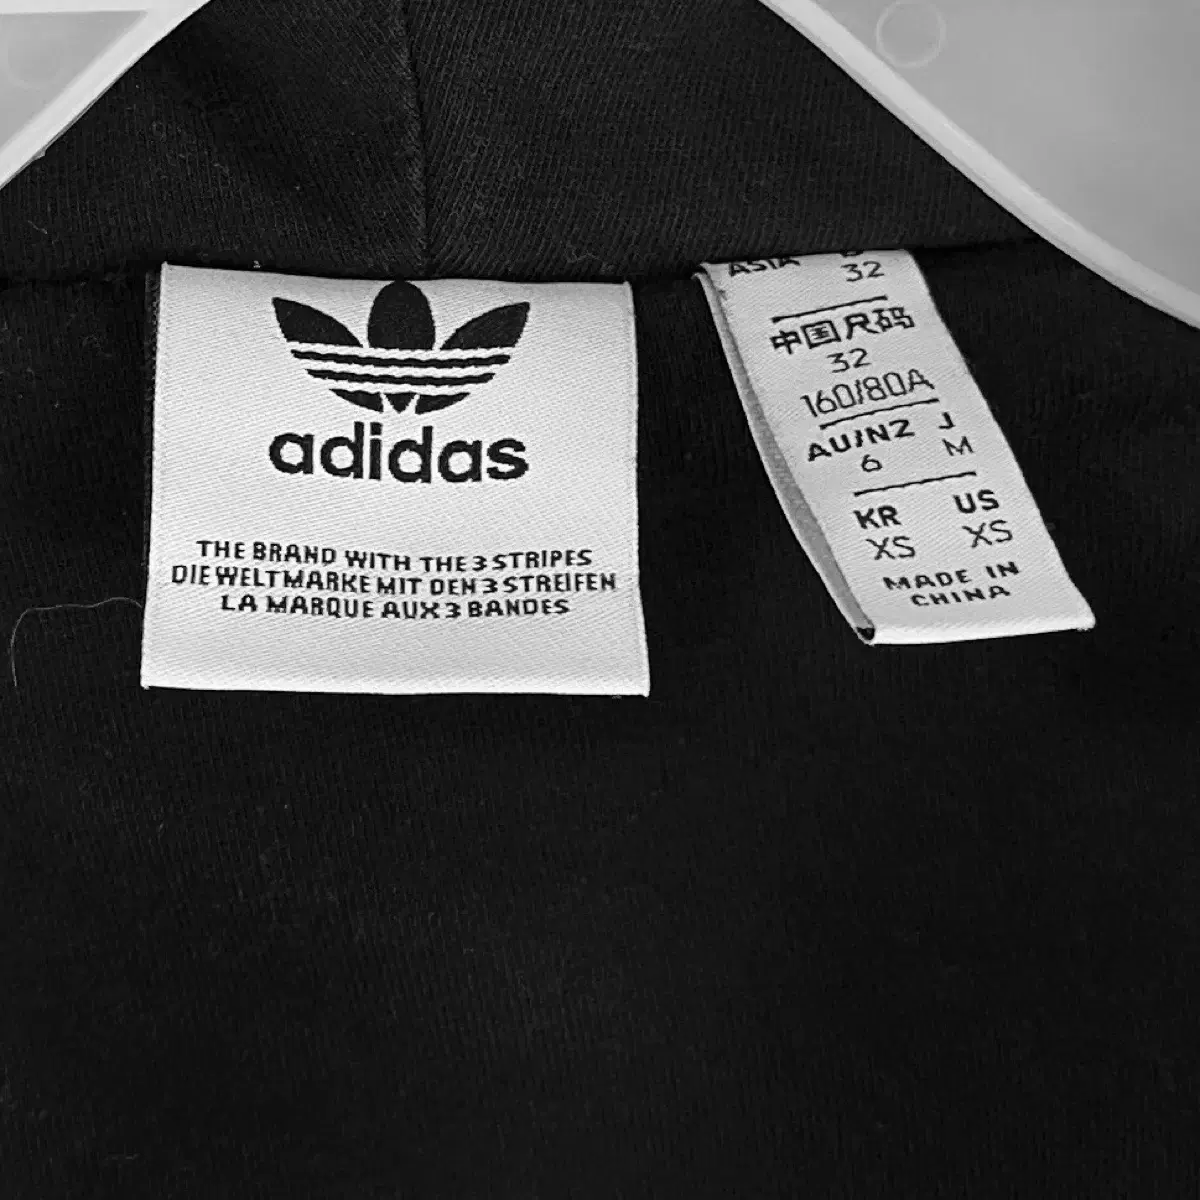 adidas
THE BRAND WITH THE 3 STRIPES
DIE WELTMARKE MIT DEN 3 STREIFEN
LA MARQUE AUX 3 BANDES
ASIA
32
中国尺码
32
160/80A
AU/NZ J
6 M
KR US
XS XS
MADE IN
CHINA